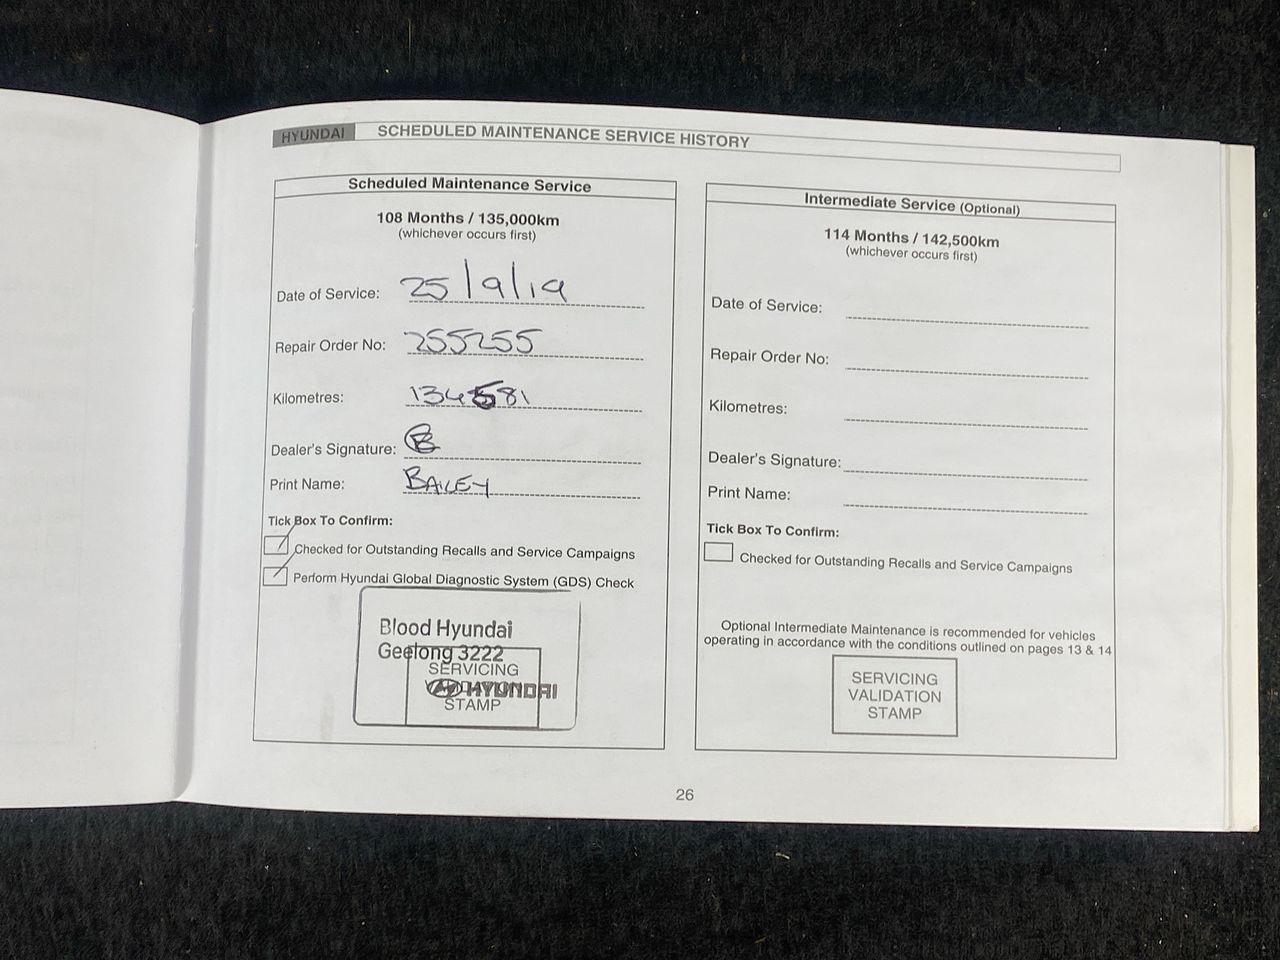 HYUNDAI SCHEDULED MAINTENANCE SERVICE HISTORY
Scheduled Maintenance Service
108 Months / 135,000km
(whichever occurs first)
Date of Service: 25/9/19
Repair Order No: 255255
Kilometres: 134581
Dealer's Signature:
Print Name: BAILEY
Tick Box To Confirm:
Checked for Outstanding Recalls and Service Campaigns
Perform Hyundai Global Diagnostic System (GDS) Check
Blood Hyundai
Geelong 3222
SERVICING
HYUNDAI
STAMP
Intermediate Service (Optional)
114 Months / 142,500km
(whichever occurs first)
Date of Service:
Repair Order No:
Kilometres:
Dealer's Signature:
Print Name:
Tick Box To Confirm:
Checked for Outstanding Recalls and Service Campaigns
Optional Intermediate Maintenance is recommended for vehicles
operating in accordance with the conditions outlined on pages 13 & 14
SERVICING
VALIDATION
STAMP
26